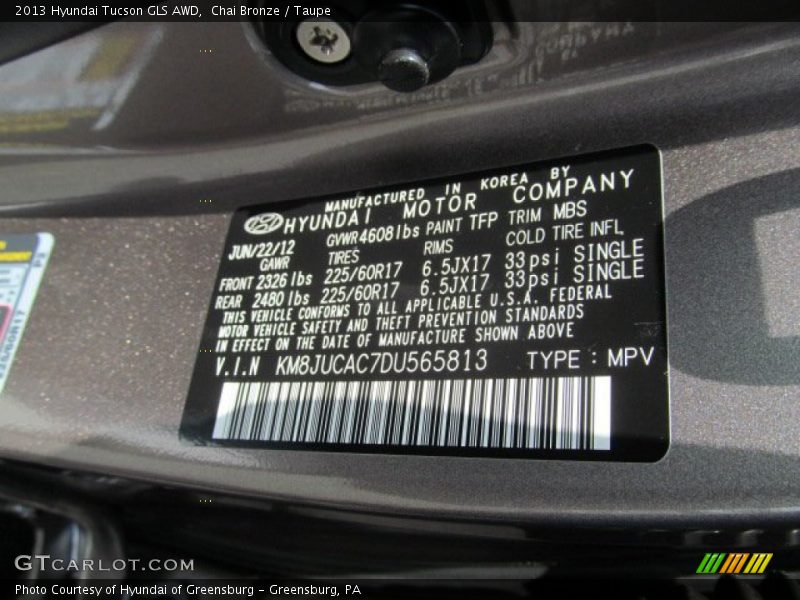 2013 Hyundai Tucson GLS AWD,  Chai Bronze / Taupe
MANUFACTURED IN KOREA BY
HYUNDAI MOTOR COMPANY
JUN/22/12 GVWR 4608 lbs PAINT TFP TRIM MBS
GAWR TIRES RIMS COLD TIRE INFL
FRONT 2326 lbs 225/60R17 6.5JX17 33 psi SINGLE
REAR 2480 lbs 225/60R17 6.5JX17 33 psi SINGLE
THIS VEHICLE CONFORMS TO ALL APPLICABLE U.S.A. FEDERAL
MOTOR VEHICLE SAFETY AND THEFT PREVENTION STANDARDS
IN EFFECT ON THE DATE OF MANUFACTURE SHOWN ABOVE
V.I.N KM8JUCAC7DU565813 TYPE : MPV
GTCARLOT.COM
Photo Courtesy of Hyundai of Greensburg - Greensburg, PA